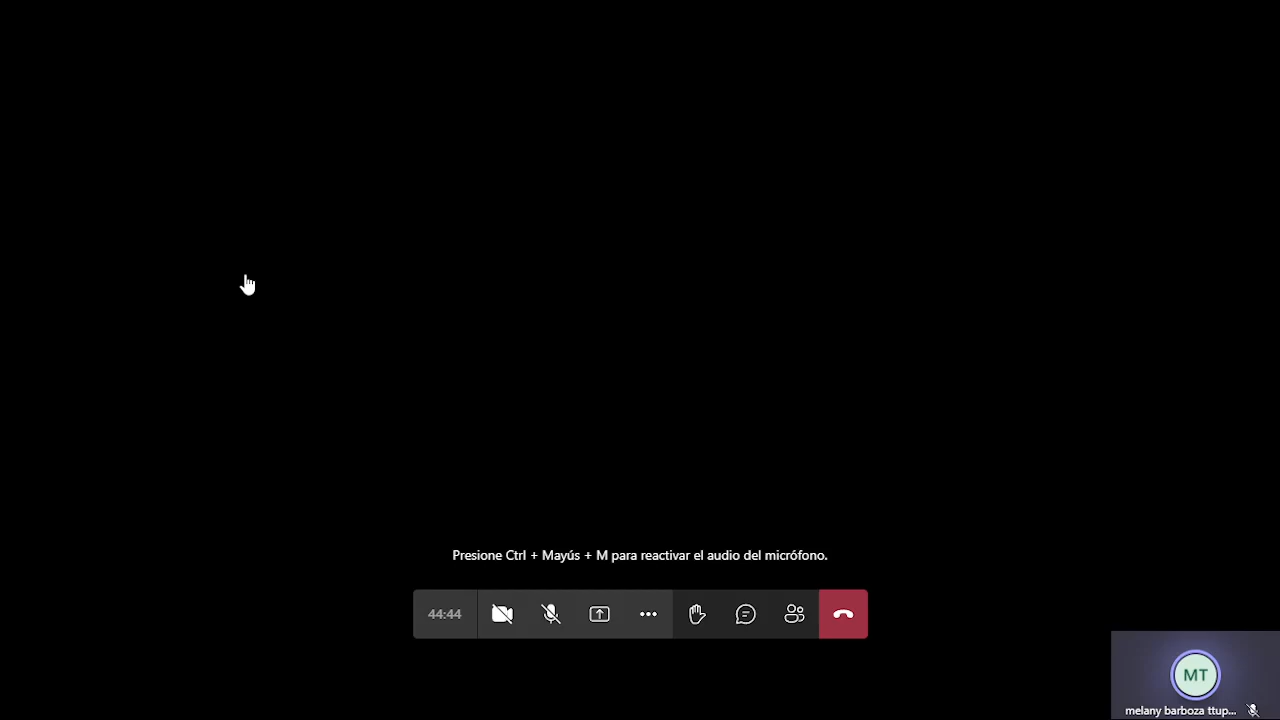 Presione Ctrl + Mayús + M para reactivar el audio del micrófono.
44:44
MT
melany barboza ttup...